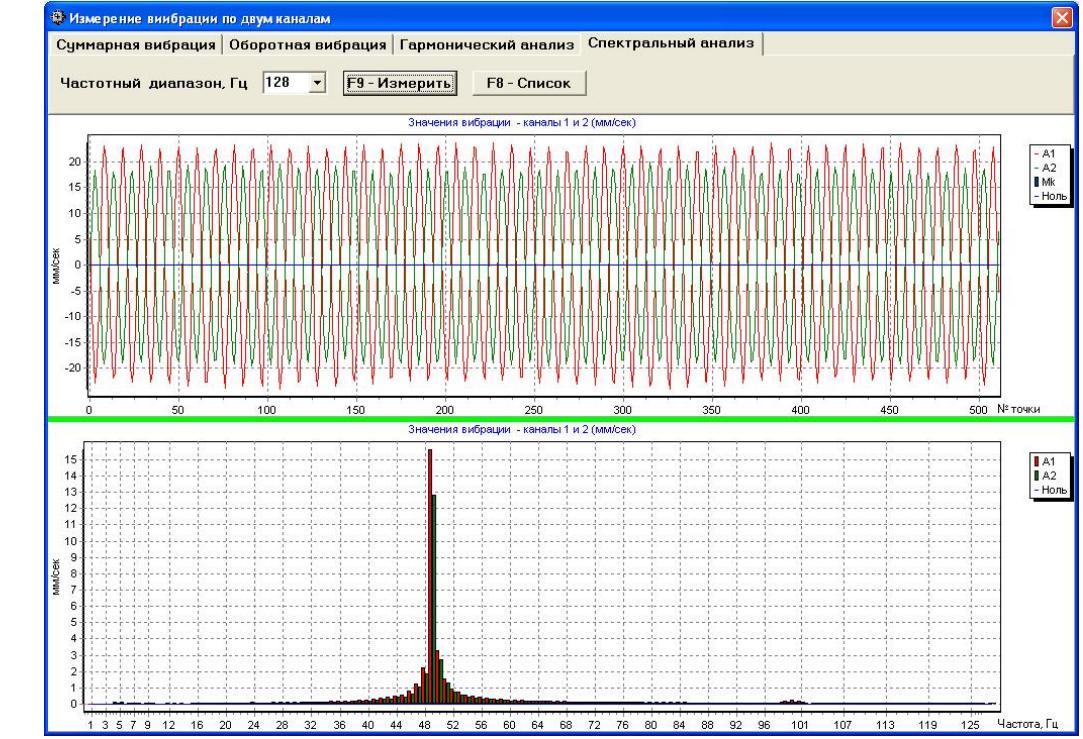 Измерение виибрации по двум каналам
Суммарная вибрация Оборотная вибрация Гармонический анализ Спектральный анализ
Частотный диапазон, Гц 128 F9 - Измерить F8 - Список
Значения вибрации - каналы 1 и 2 (мм/сек)
20
15
10
5
0
-5
-10
-15
-20
мм/сек
0 50 100 150 200 250 300 350 400 450 500 № точки
A1
A2
Mk
Ноль
Значения вибрации - каналы 1 и 2 (мм/сек)
15
14
13
12
11
10
9
8
7
6
5
4
3
2
1
0
мм/сек
1 3 5 7 9 12 16 20 24 28 32 36 40 44 48 52 56 60 64 68 72 76 80 84 88 92 96 101 107 113 119 125 Частота, Гц
A1
A2
Ноль